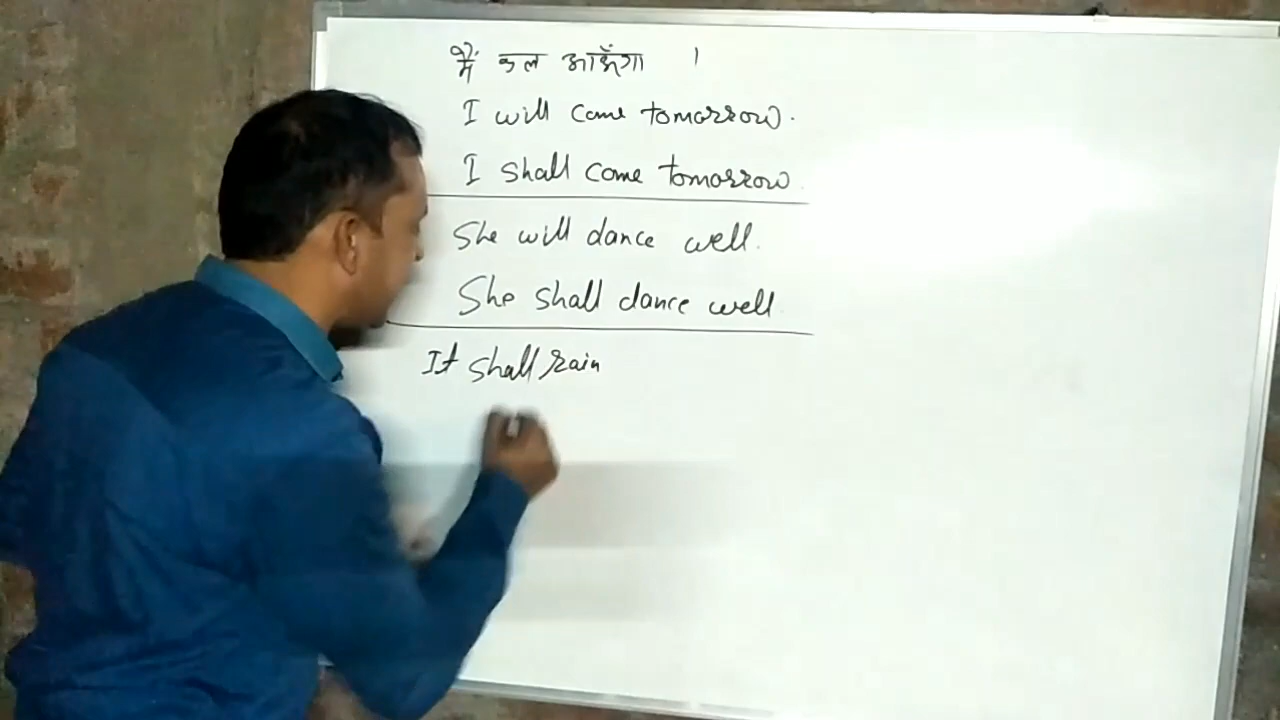 मैं कल आऊँगा ।
I will come tomorrow.
I shall come tomorrow.
She will dance well.
She shall dance well.
It shall rain